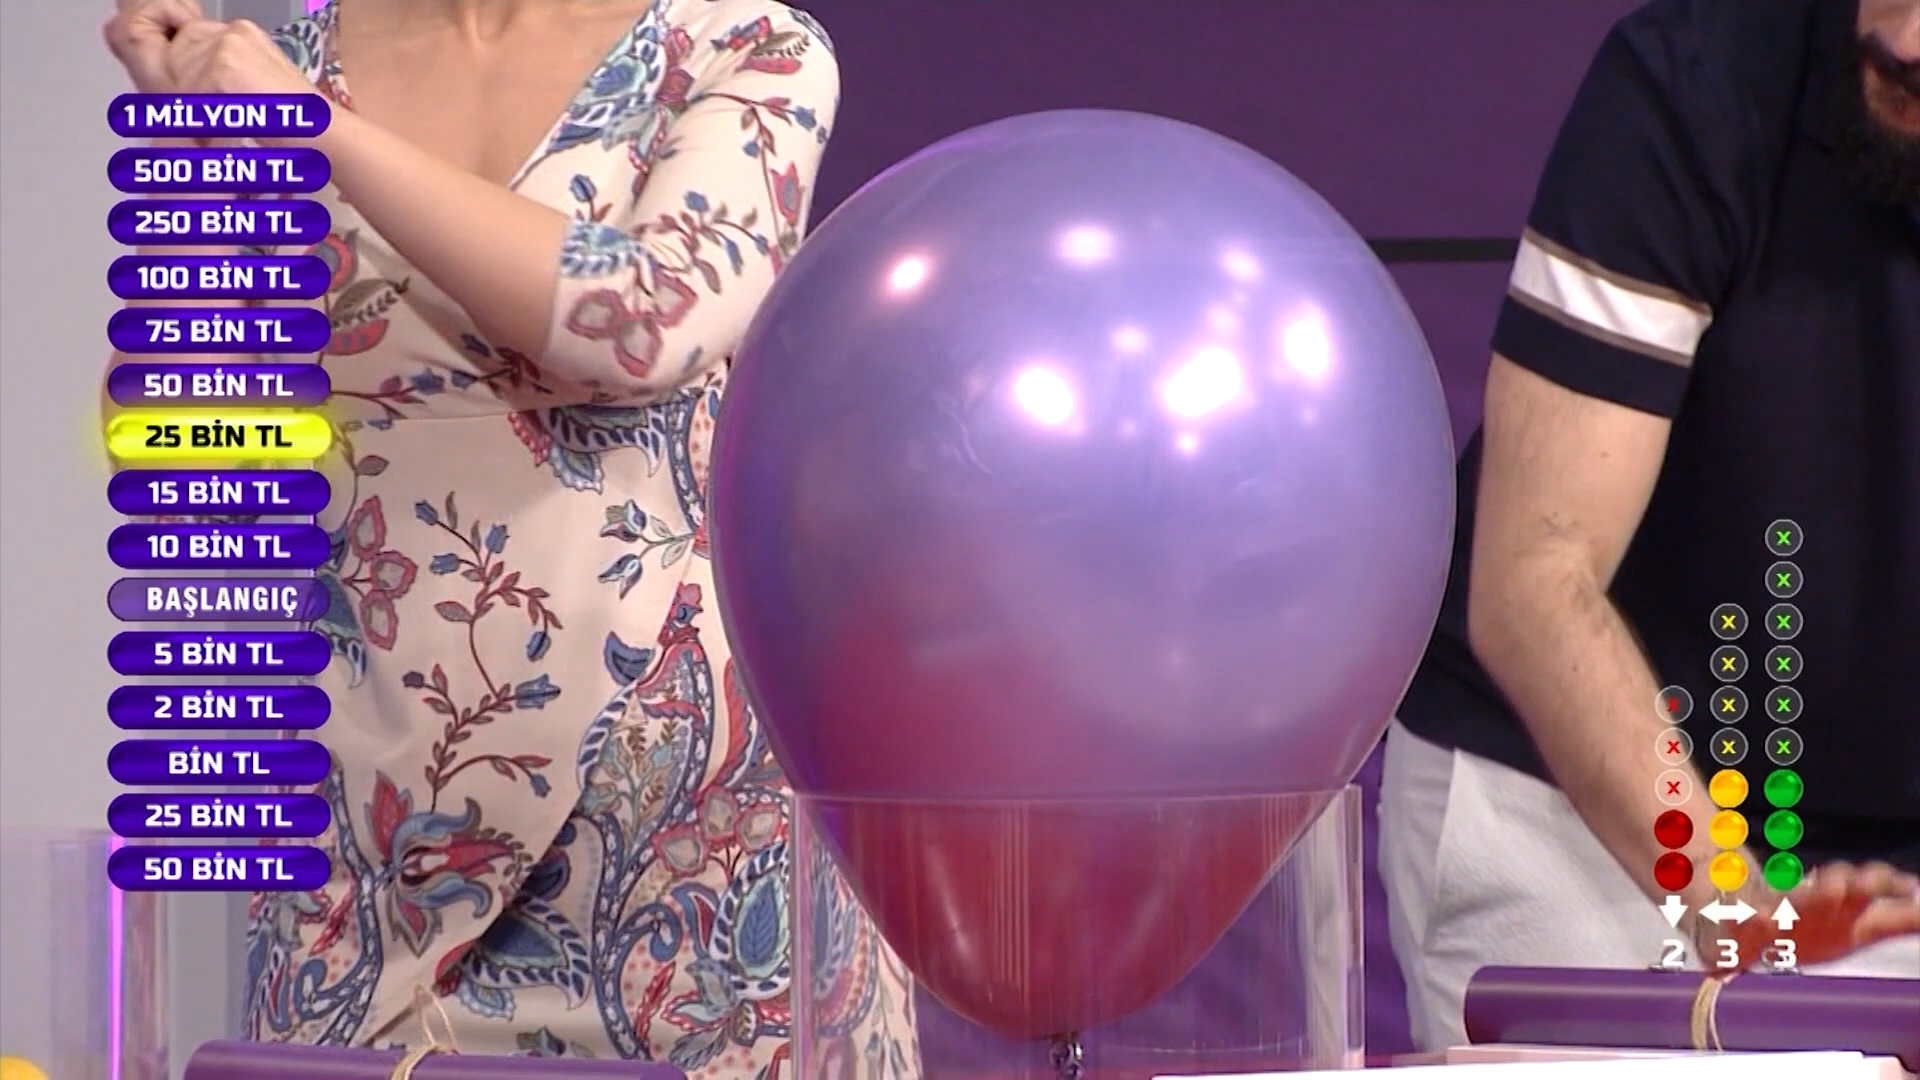 1 MİLYON TL
500 BİN TL
250 BİN TL
100 BİN TL
75 BİN TL
50 BİN TL
25 BİN TL
15 BİN TL
10 BİN TL
BAŞLANGIÇ
5 BİN TL
2 BİN TL
BİN TL
25 BİN TL
50 BİN TL
2 3 3